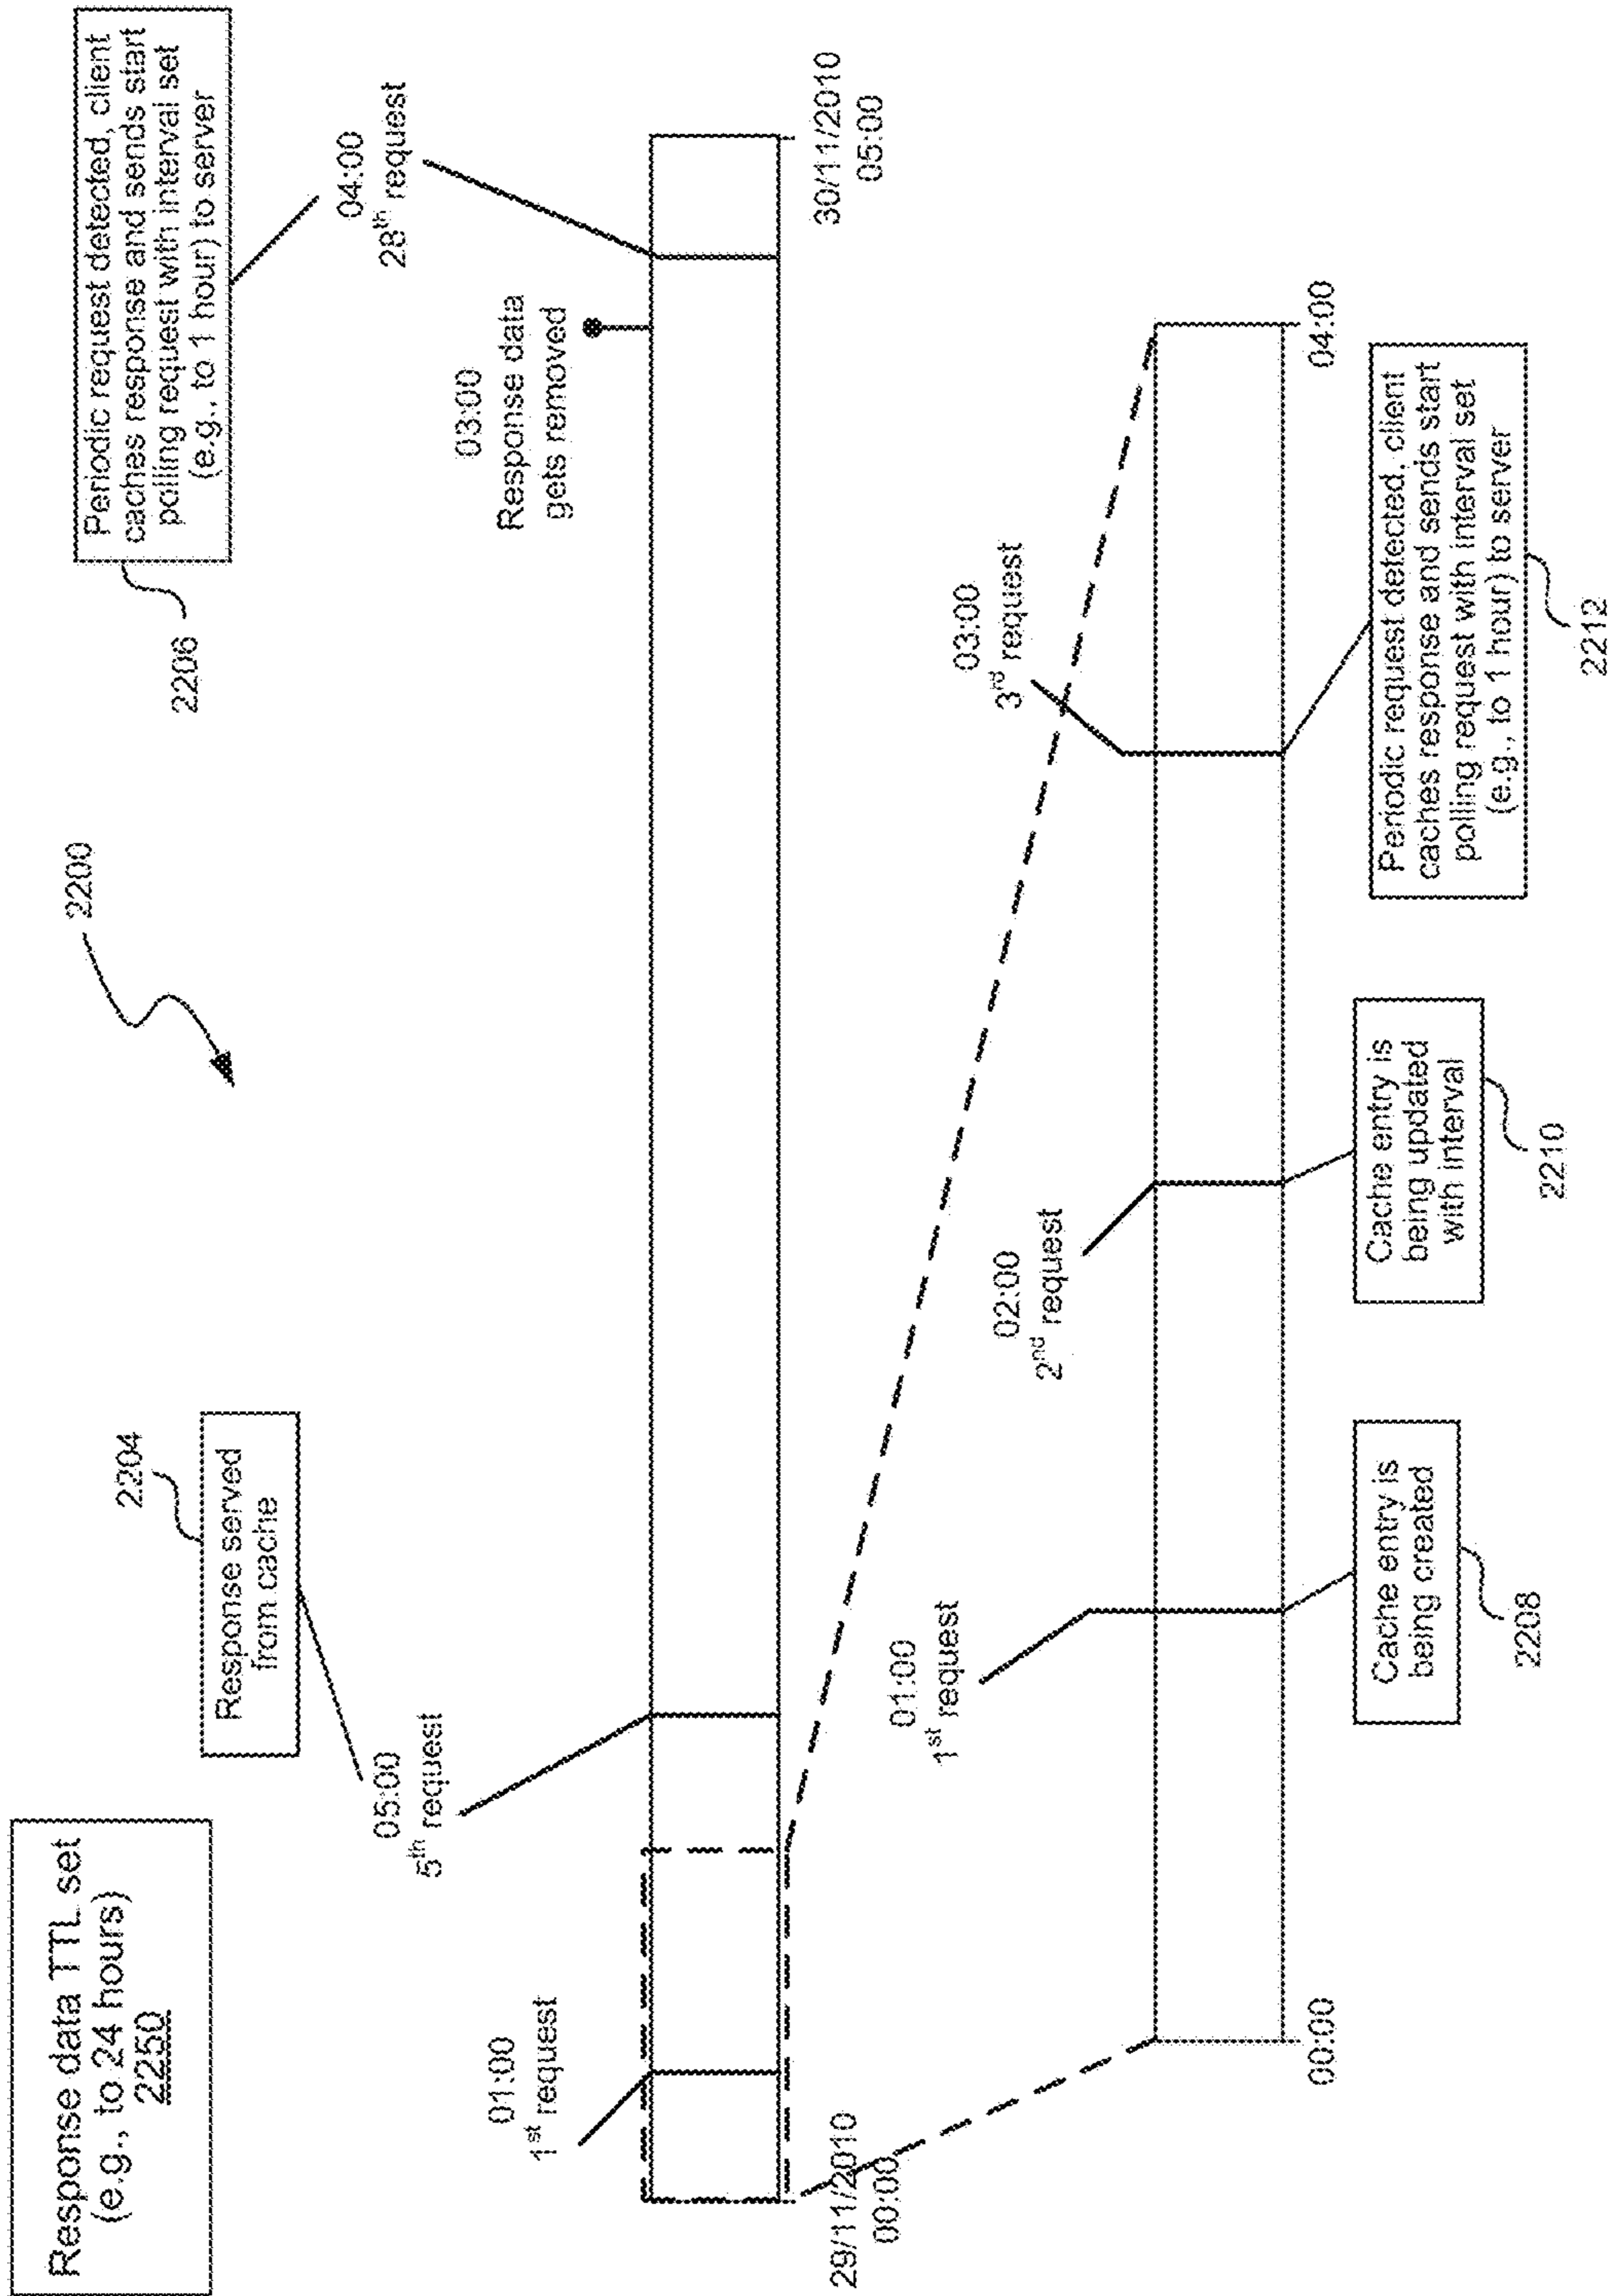 Response data TTL set
(e.g., to 24 hours)
2250
2200
2204
Response served
from cache
2206
Periodic request detected, client
caches response and sends start
polling request with interval set
(e.g., to 1 hour) to server
01:00
1st request
05:00
5th request
03:00
Response data
gets removed
04:00
28th request
29/11/2010
00:00
30/11/2010
05:00
01:00
1st request
02:00
2nd request
03:00
3rd request
00:00
04:00
Cache entry is
being created
2208
Cache entry is
being updated
with interval
2210
Periodic request detected, client
caches response and sends start
polling request with interval set
(e.g., to 1 hour) to server
2212